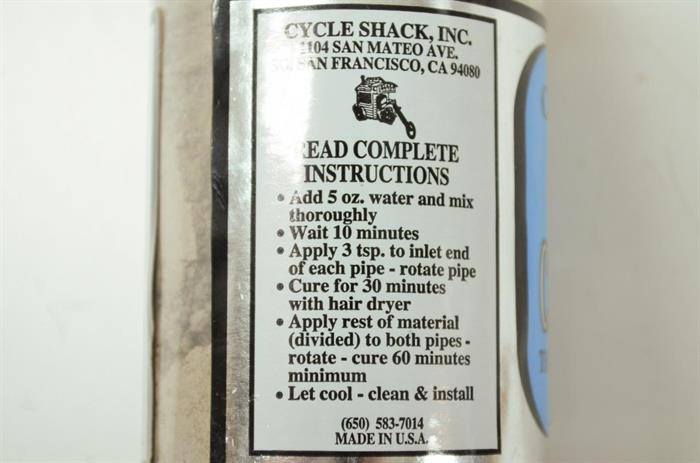 CYCLE SHACK, INC.
1104 SAN MATEO AVE.
SO. SAN FRANCISCO, CA 94080
READ COMPLETE
INSTRUCTIONS
• Add 5 oz. water and mix
thoroughly
• Wait 10 minutes
• Apply 3 tsp. to inlet end
of each pipe - rotate pipe
• Cure for 30 minutes
with hair dryer
• Apply rest of material
(divided) to both pipes -
rotate - cure 60 minutes
minimum
• Let cool - clean & install
(650) 583-7014
MADE IN U.S.A.